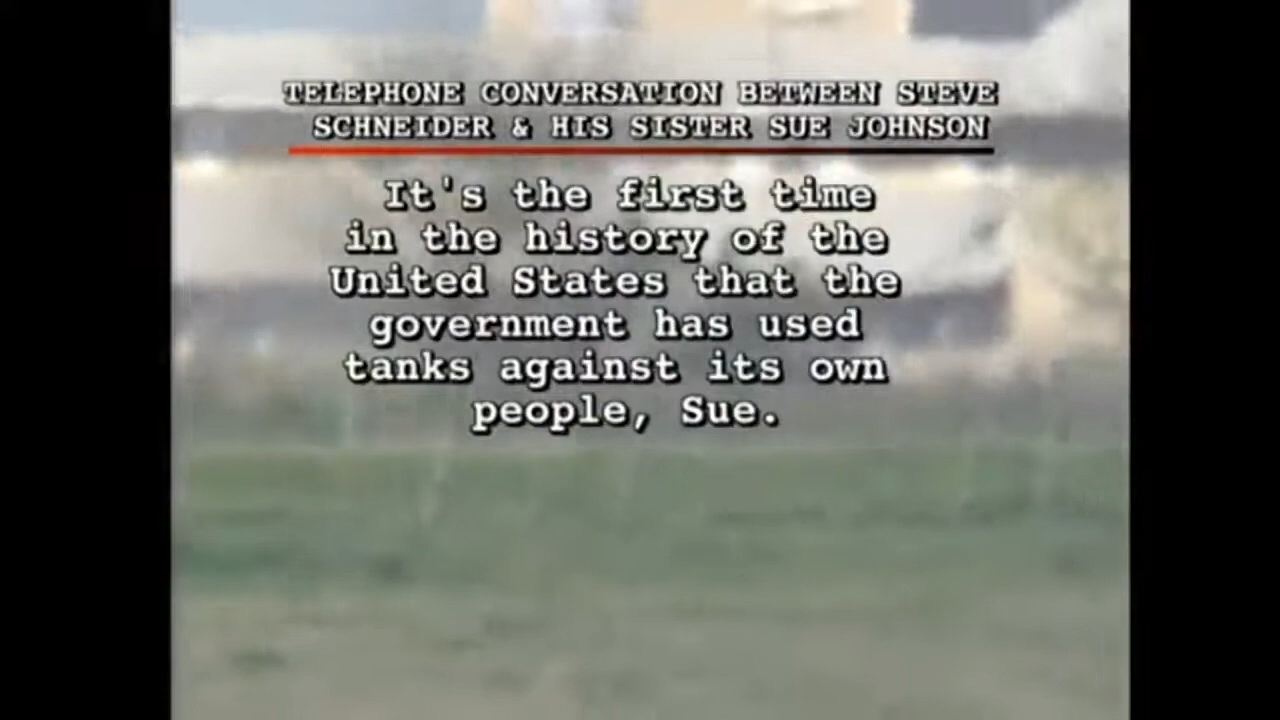 TELEPHONE CONVERSATION BETWEEN STEVE
SCHNEIDER & HIS SISTER SUE JOHNSON
It's the first time
in the history of the
United States that the
government has used
tanks against its own
people, Sue.